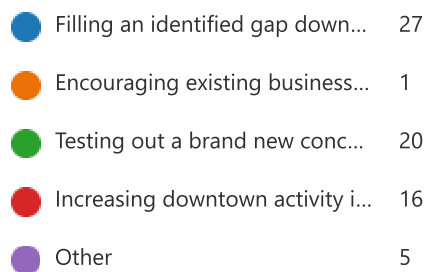 Filling an identified gap down... 27
Encouraging existing business... 1
Testing out a brand new conc... 20
Increasing downtown activity i... 16
Other 5